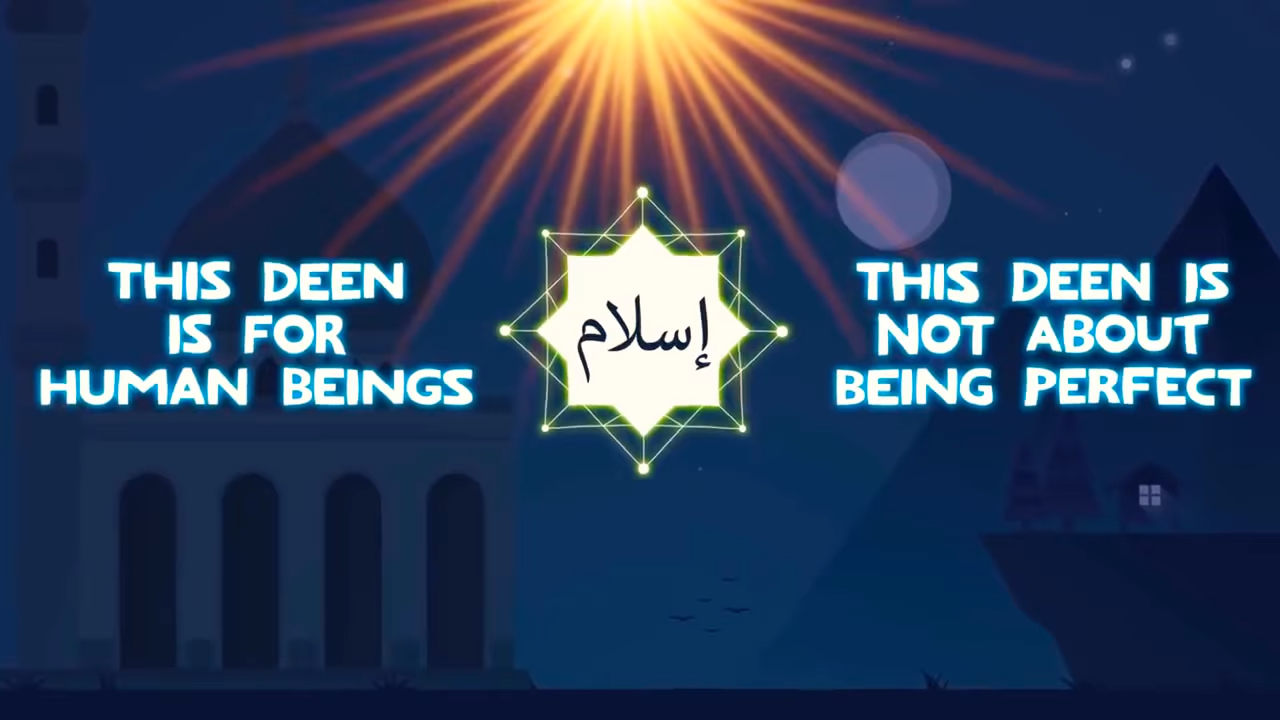 THIS DEEN
IS FOR
HUMAN BEINGS
إسلام
THIS DEEN IS
NOT ABOUT
BEING PERFECT